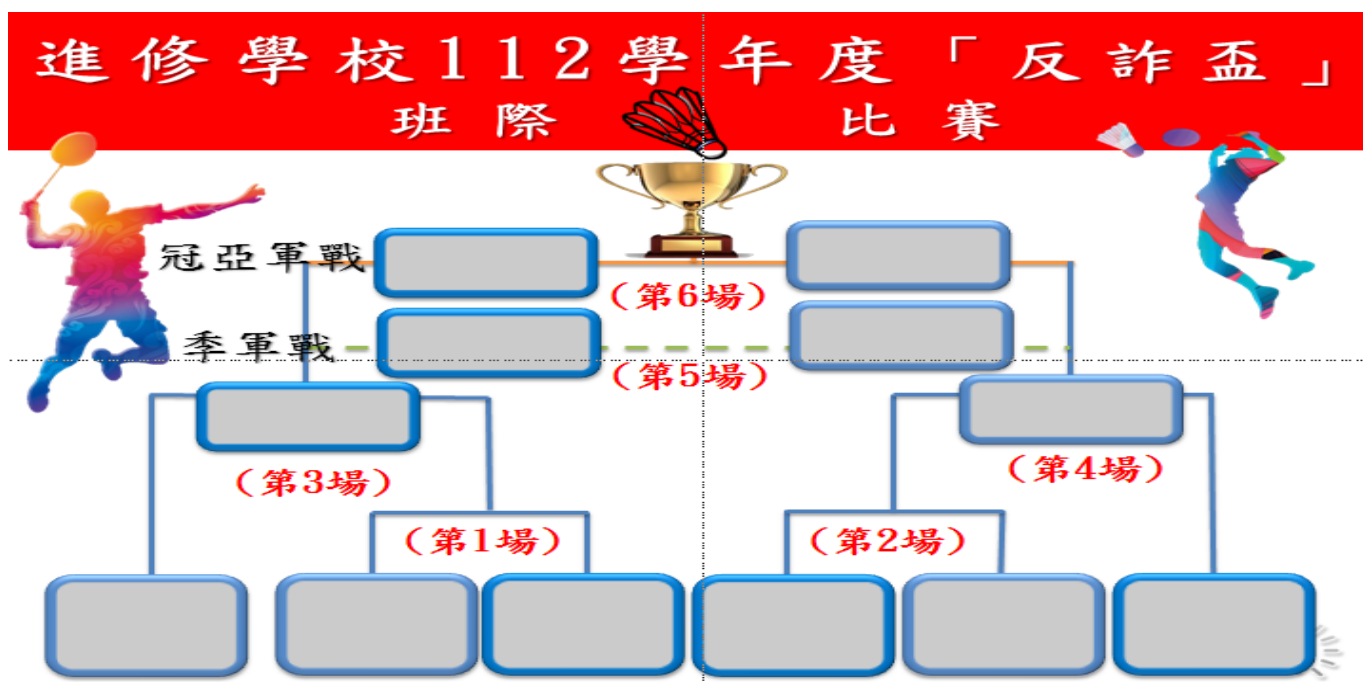 進修學校112學年度「反詐盃」
班際 比賽
冠亞軍戰
（第6場）
季軍戰
（第5場）
（第3場）
（第4場）
（第1場）
（第2場）